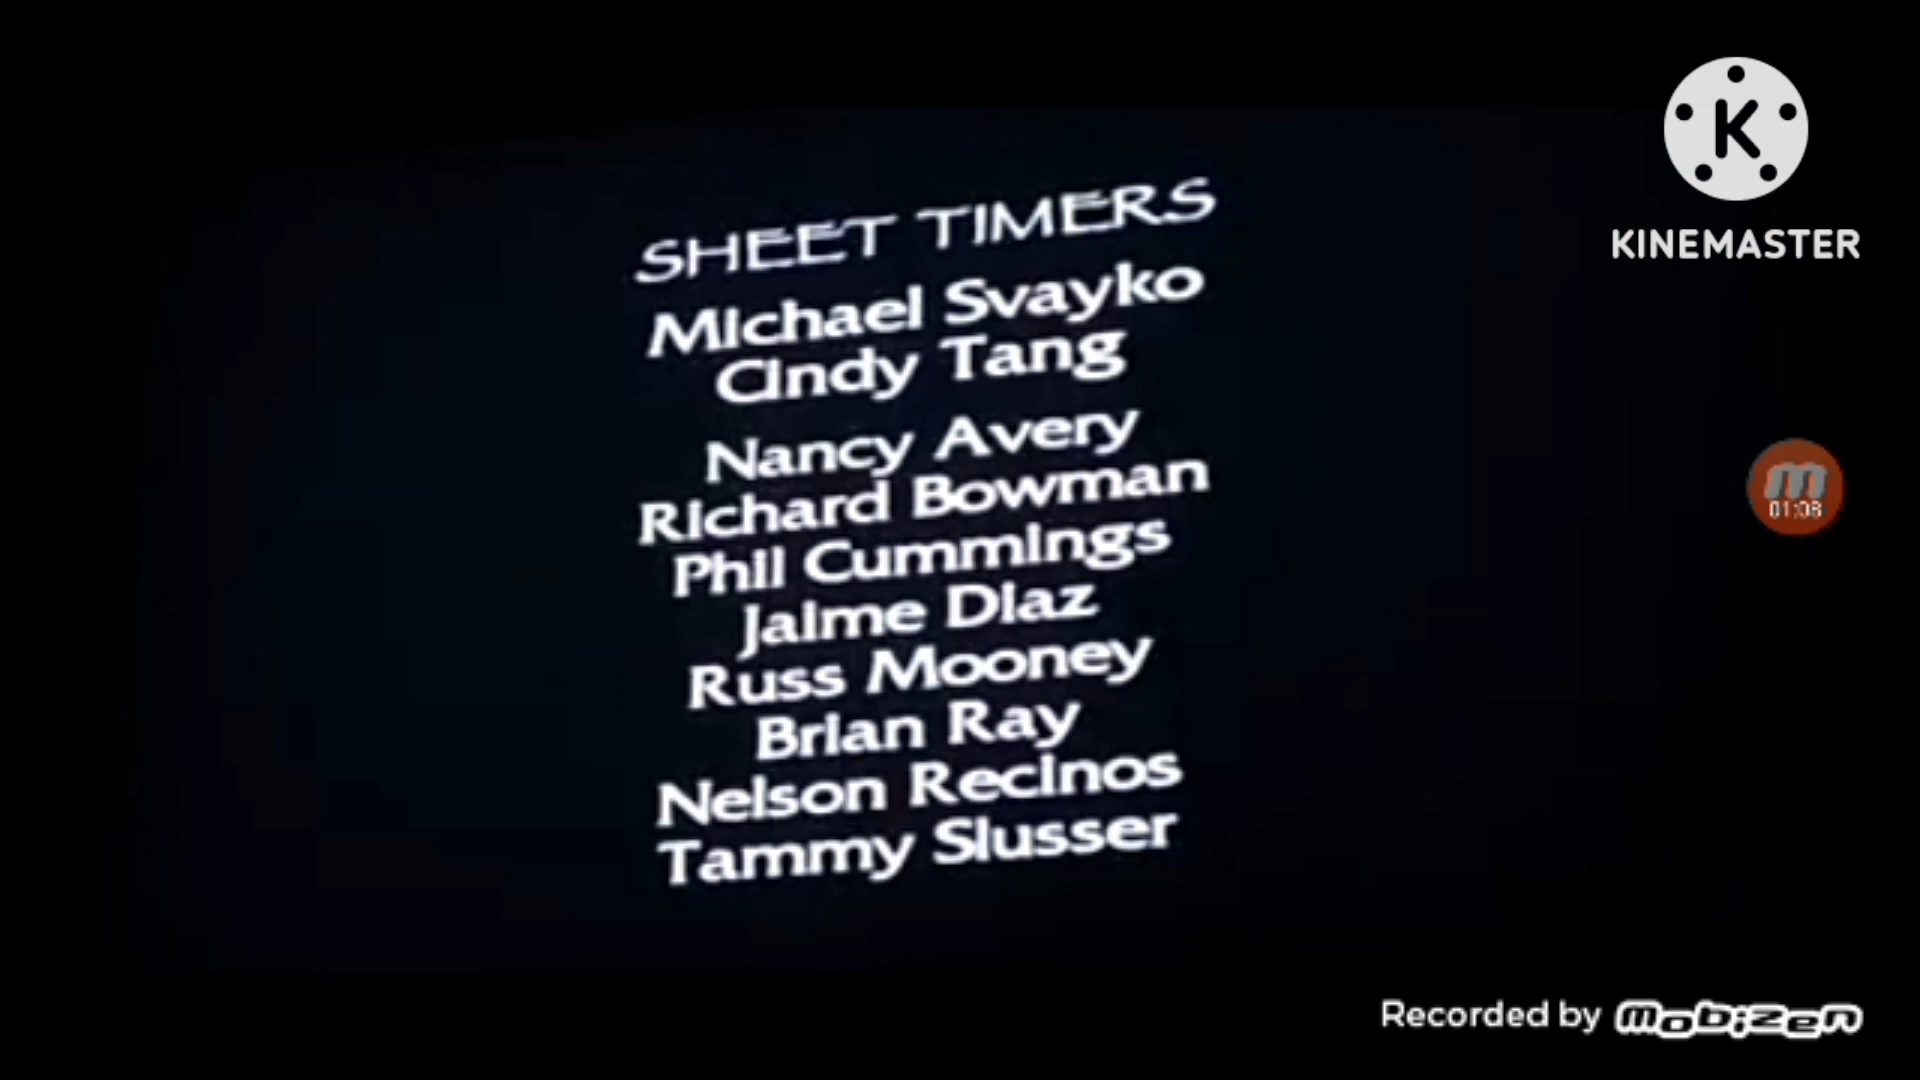 SHEET TIMERS
Michael Svayko
Cindy Tang
Nancy Avery
Richard Bowman
Phil Cummings
Jaime Diaz
Russ Mooney
Brian Ray
Nelson Recinos
Tammy Slusser
K
KINEMASTER
m
01:08
Recorded by mobizen